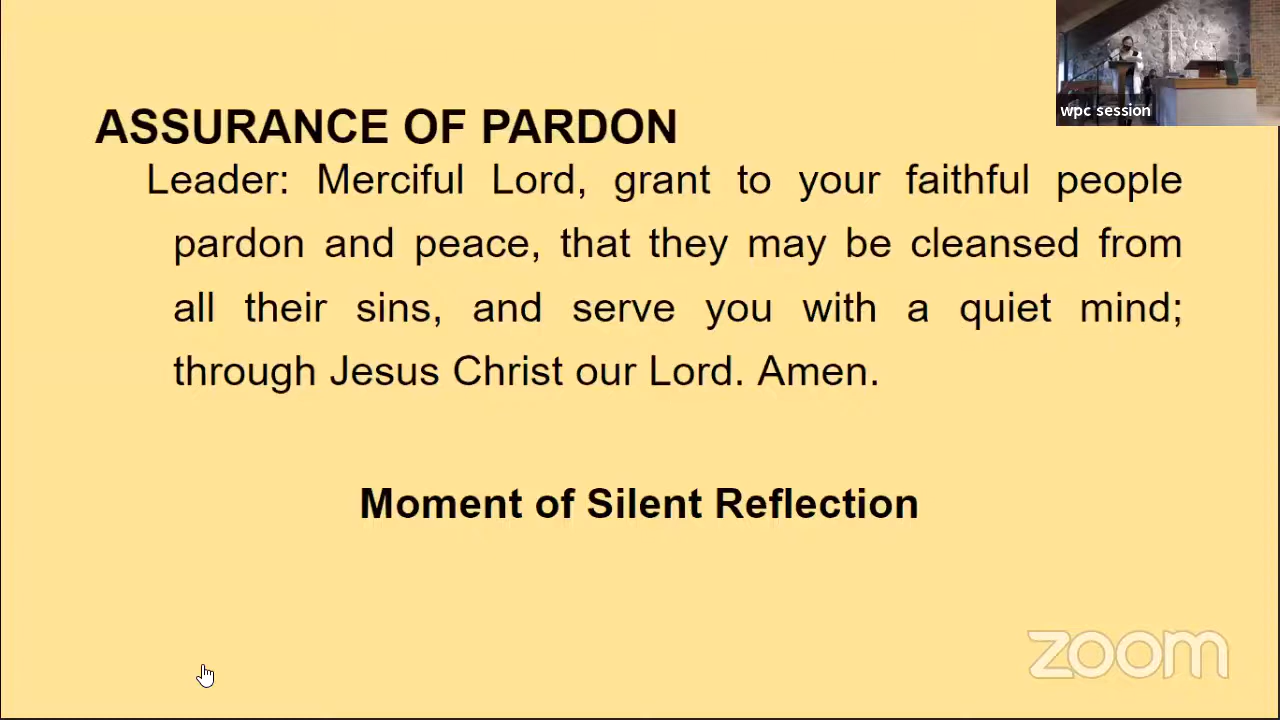 wpc session
ASSURANCE OF PARDON
Leader: Merciful Lord, grant to your faithful people
pardon and peace, that they may be cleansed from
all their sins, and serve you with a quiet mind;
through Jesus Christ our Lord. Amen.
Moment of Silent Reflection
zoom